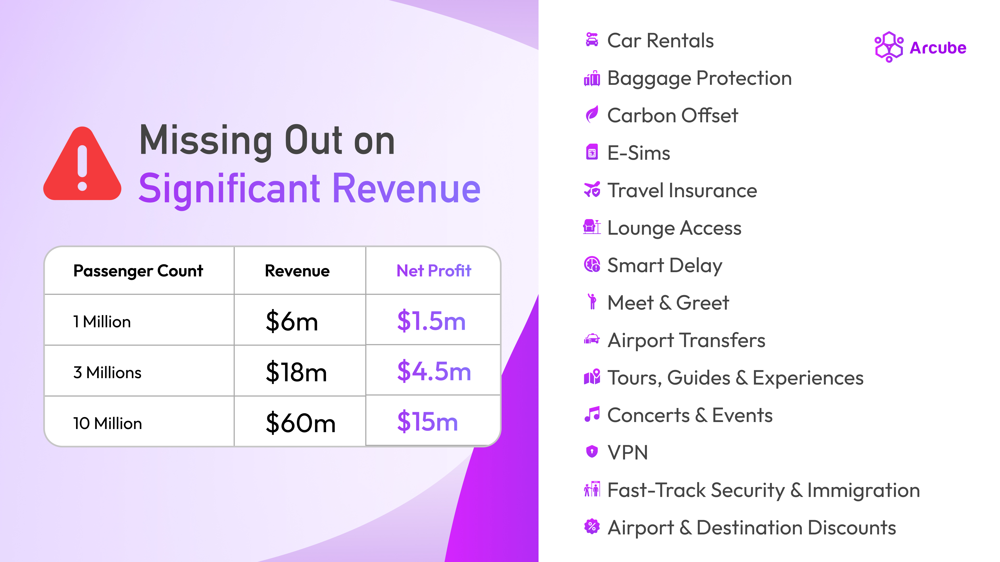 Missing Out on
Significant Revenue
Passenger Count Revenue Net Profit
1 Million $6m $1.5m
3 Millions $18m $4.5m
10 Million $60m $15m
Arcube
Car Rentals
Baggage Protection
Carbon Offset
E-Sims
Travel Insurance
Lounge Access
Smart Delay
Meet & Greet
Airport Transfers
Tours, Guides & Experiences
Concerts & Events
VPN
Fast-Track Security & Immigration
Airport & Destination Discounts